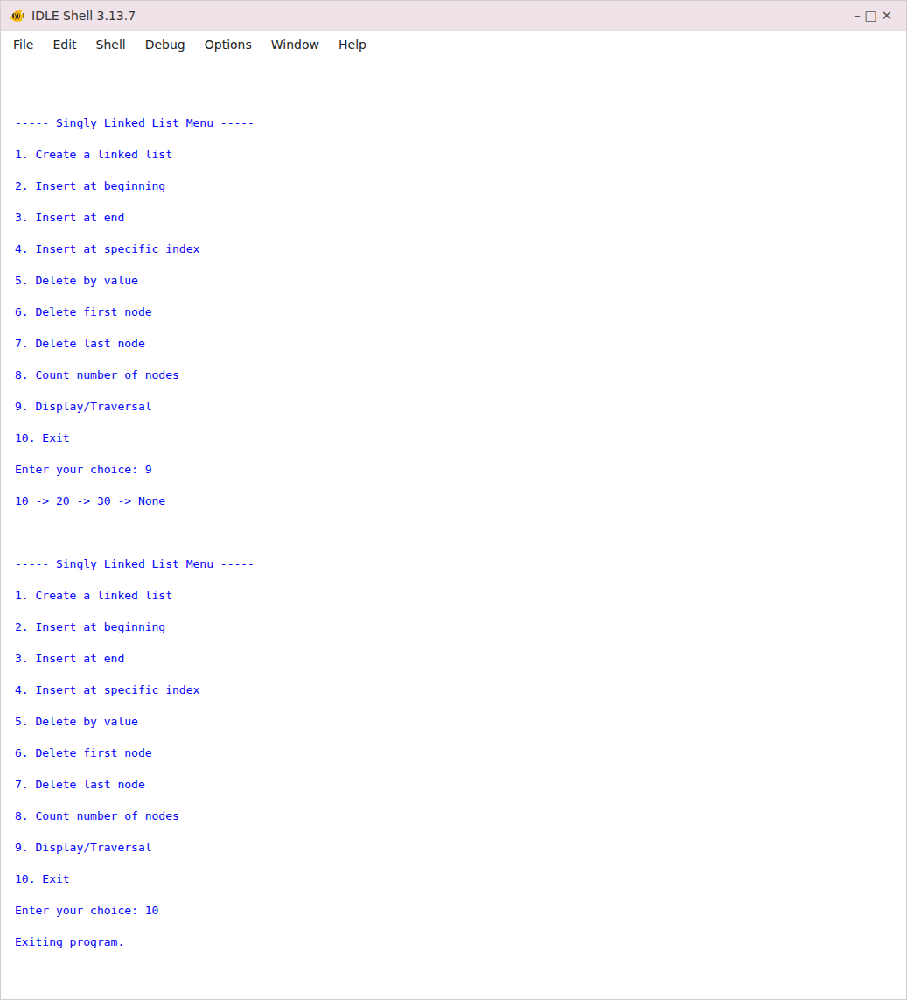 IDLE Shell 3.13.7
File Edit Shell Debug Options Window Help
----- Singly Linked List Menu -----
1. Create a linked list
2. Insert at beginning
3. Insert at end
4. Insert at specific index
5. Delete by value
6. Delete first node
7. Delete last node
8. Count number of nodes
9. Display/Traversal
10. Exit
Enter your choice: 9
10 -> 20 -> 30 -> None
----- Singly Linked List Menu -----
1. Create a linked list
2. Insert at beginning
3. Insert at end
4. Insert at specific index
5. Delete by value
6. Delete first node
7. Delete last node
8. Count number of nodes
9. Display/Traversal
10. Exit
Enter your choice: 10
Exiting program.